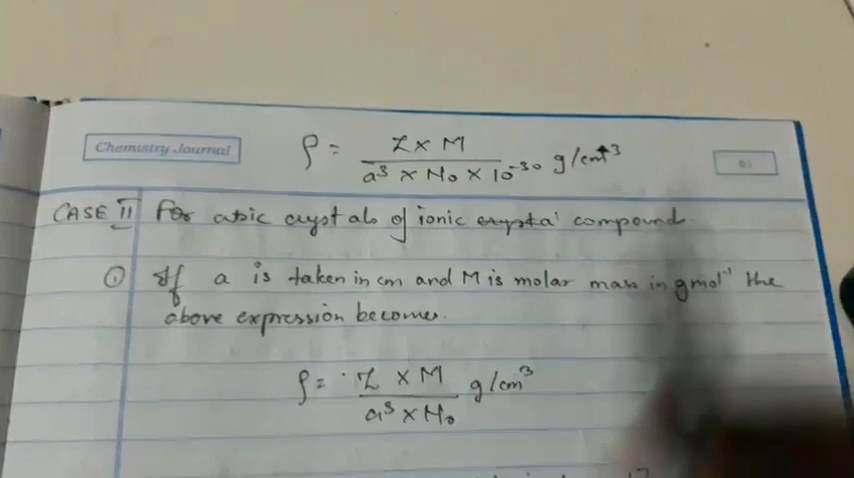 Chemistry Journal
ρ = Z × M / a³ × N₀ × 10⁻³⁰ g/cm³
CASE II For cubic crystals of ionic crystal compound.
① If a is taken in cm and M is molar mass in g mol⁻¹ the
above expression becomes.
ρ = Z × M / a³ × N₀ g/cm³